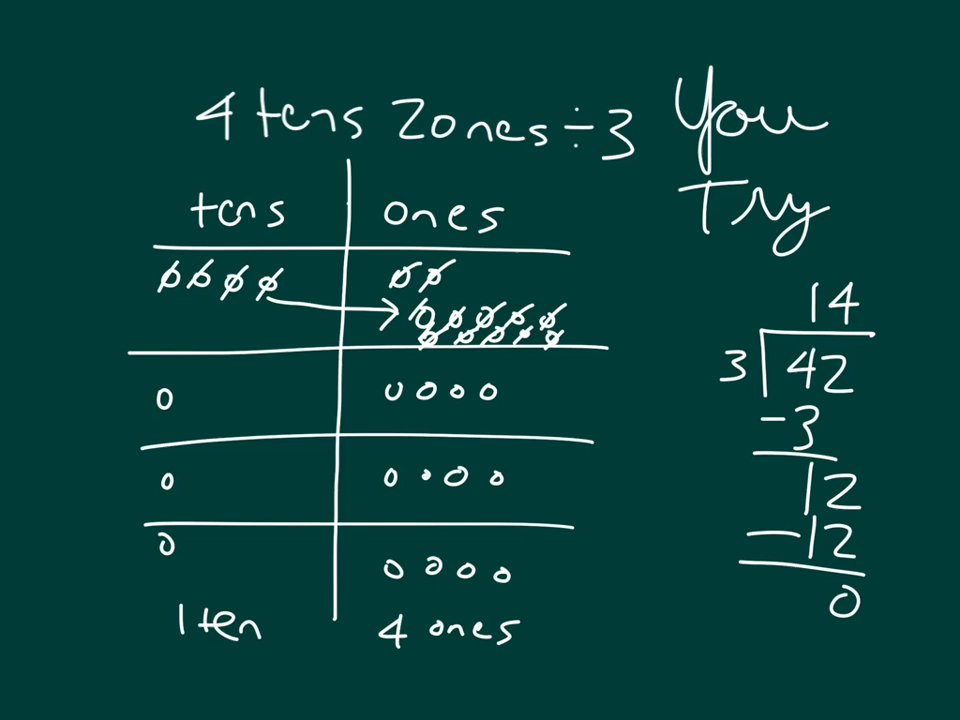 4 tens 2 ones ÷ 3
You
Try
tens ones
1 ten 4 ones
14
3 42
-3
12
-12
0